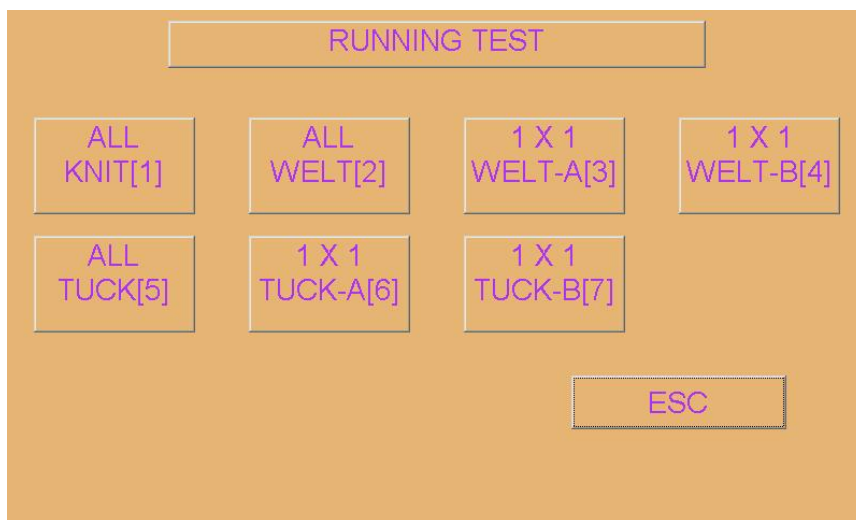 RUNNING TEST
ALL
KNIT[1]
ALL
WELT[2]
1 X 1
WELT-A[3]
1 X 1
WELT-B[4]
ALL
TUCK[5]
1 X 1
TUCK-A[6]
1 X 1
TUCK-B[7]
ESC